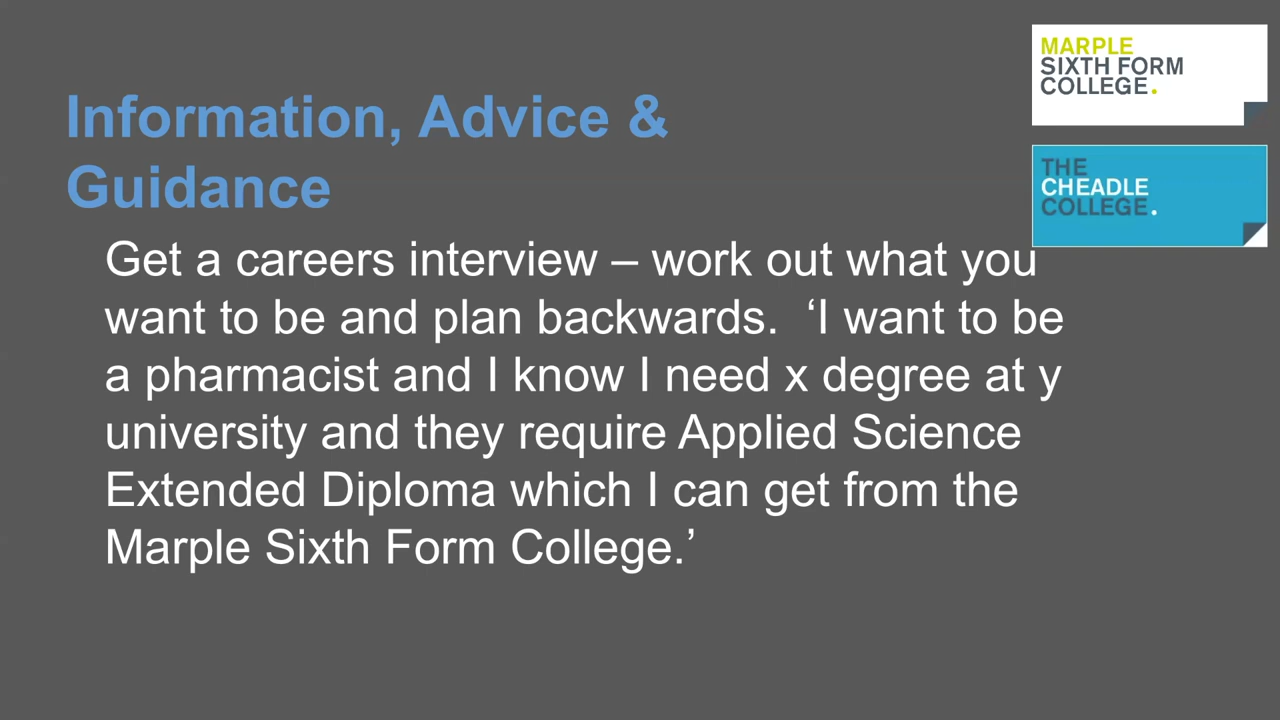 MARPLE
SIXTH FORM
COLLEGE.
Information, Advice &
Guidance
THE
CHEADLE
COLLEGE.
Get a careers interview – work out what you
want to be and plan backwards.  ‘I want to be
a pharmacist and I know I need x degree at y
university and they require Applied Science
Extended Diploma which I can get from the
Marple Sixth Form College.’